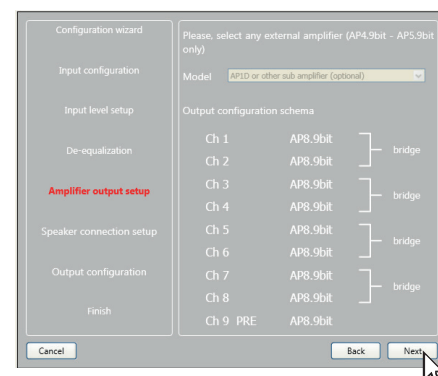 Configuration wizard
Input configuration
Input level setup
De-equalization
Amplifier output setup
Speaker connection setup
Output configuration
Finish
Please, select any external amplifier (AP4.9bit - AP5.9bit
only)
Model AP1D or other sub amplifier (optional)
Output configuration schema
Ch 1 AP8.9bit
bridge
Ch 2 AP8.9bit
Ch 3 AP8.9bit
bridge
Ch 4 AP8.9bit
Ch 5 AP8.9bit
bridge
Ch 6 AP8.9bit
Ch 7 AP8.9bit
bridge
Ch 8 AP8.9bit
Ch 9 PRE AP8.9bit
Cancel Back Next